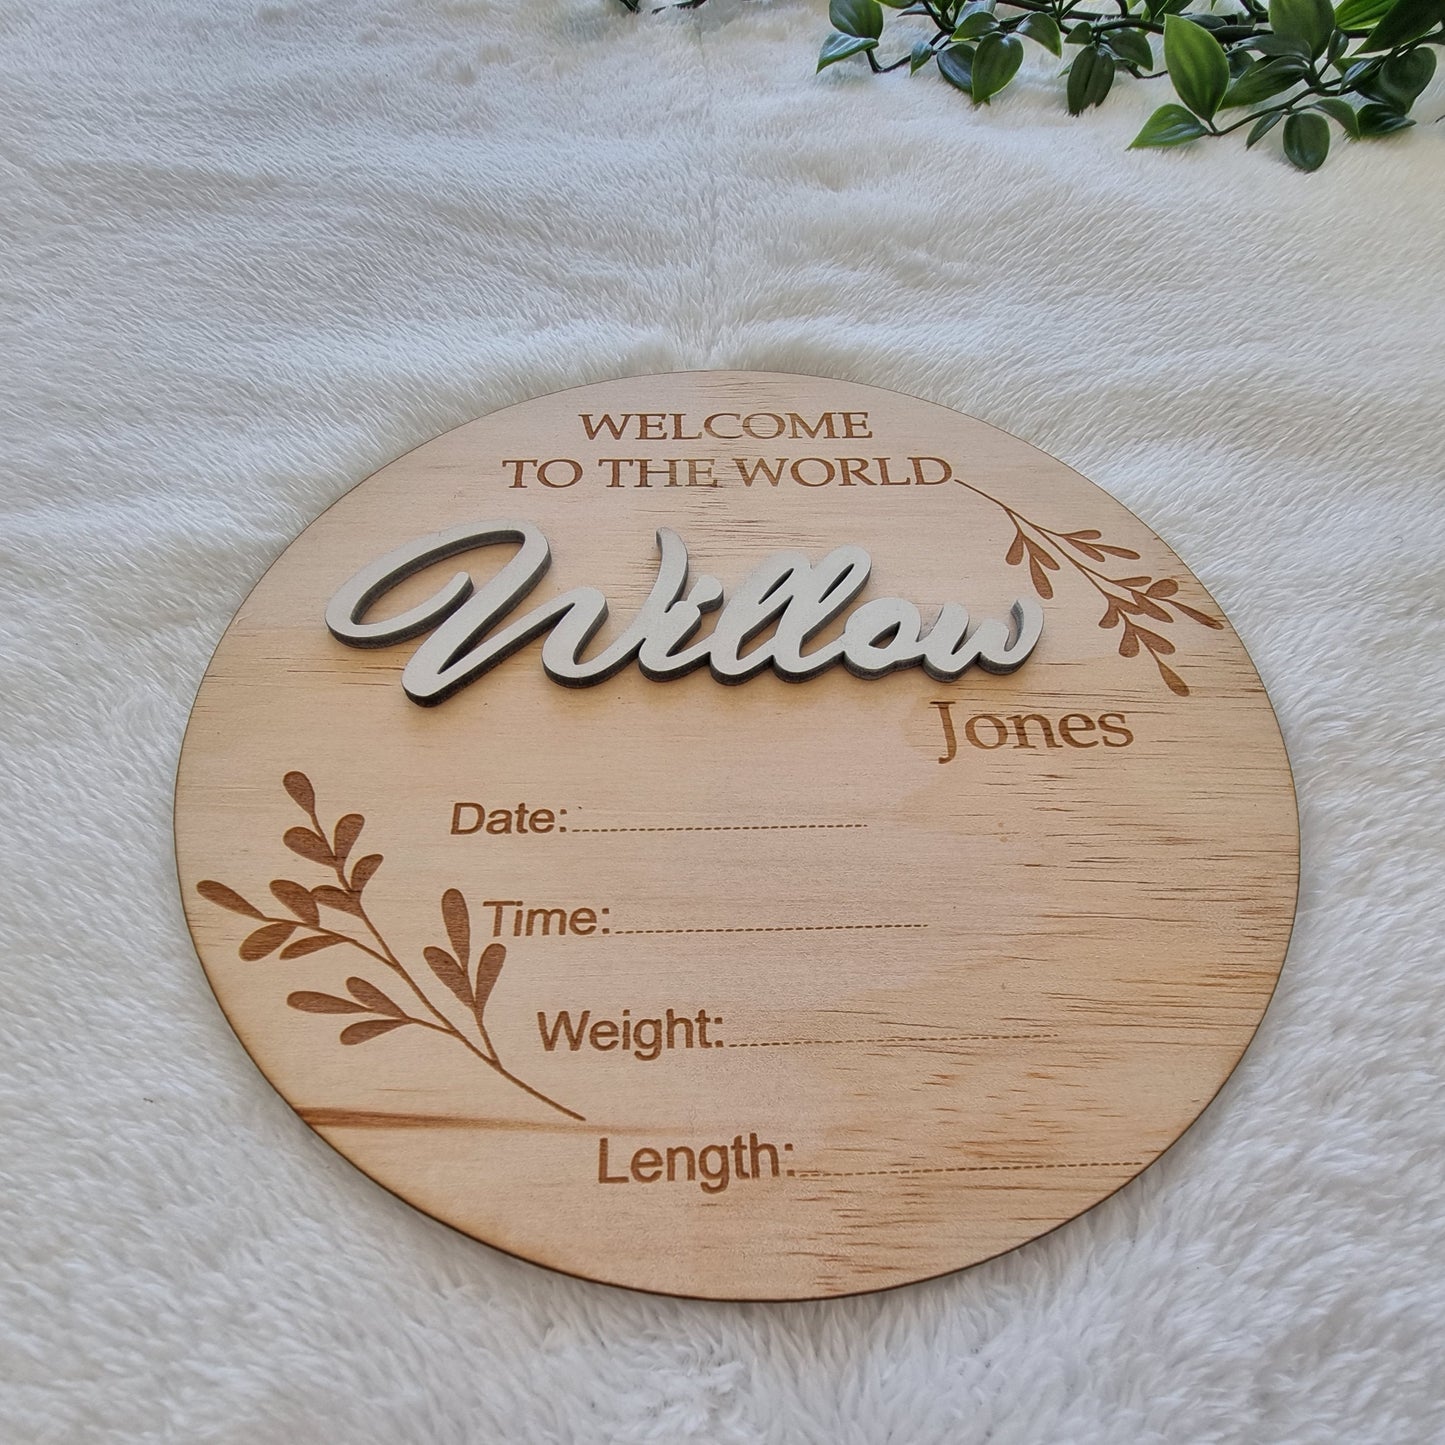 WELCOME
TO THE WORLD
Willow
Jones
Date:
Time:
Weight:
Length: